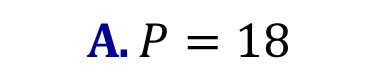 A. P = 18